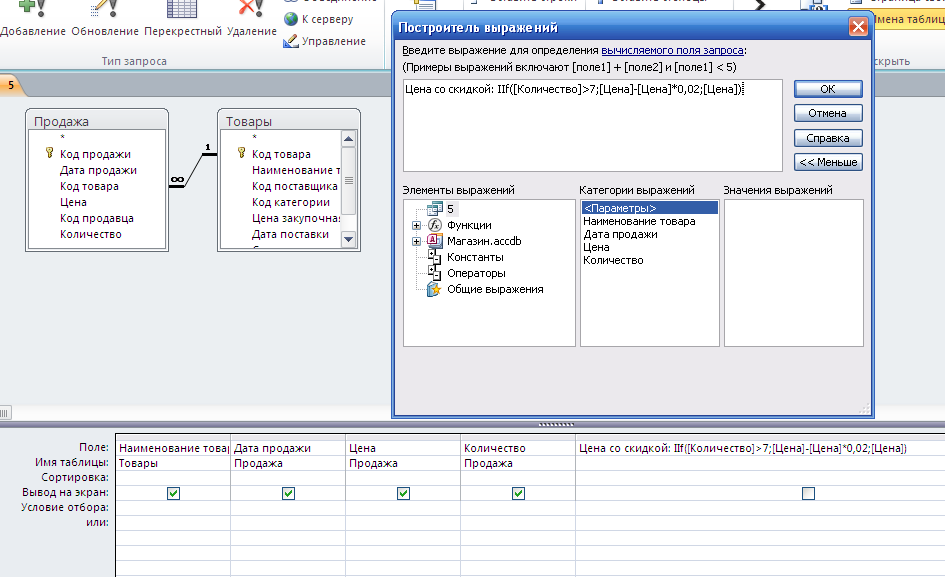 Добавление Обновление Перекрестный Удаление
К серверу
Управление
Тип запроса
5
Построитель выражений
Введите выражение для определения вычисляемого поля запроса:
(Примеры выражений включают [поле1] + [поле2] и [поле1] < 5)
Цена со скидкой: IIf([Количество]>7;[Цена]-[Цена]*0,02;[Цена])
OK
Отмена
Справка
<< Меньше
Элементы выражений
Категории выражений
Значения выражений
5
Функции
Магазин.accdb
Константы
Операторы
Общие выражения
<Параметры>
Наименование товара
Дата продажи
Цена
Количество
Продажа
*
Код продажи
Дата продажи
Код товара
Цена
Код продавца
Количество
∞
1
Товары
*
Код товара
Наименование т
Код поставщика
Код категории
Цена закупочная
Дата поставки
Имена таблиц
скрыть
Поле: Наименование товар Дата продажи Цена Количество Цена со скидкой: IIf([Количество]>7;[Цена]-[Цена]*0,02;[Цена])
Имя таблицы: Товары Продажа Продажа Продажа
Сортировка:
Вывод на экран:
Условие отбора:
или: